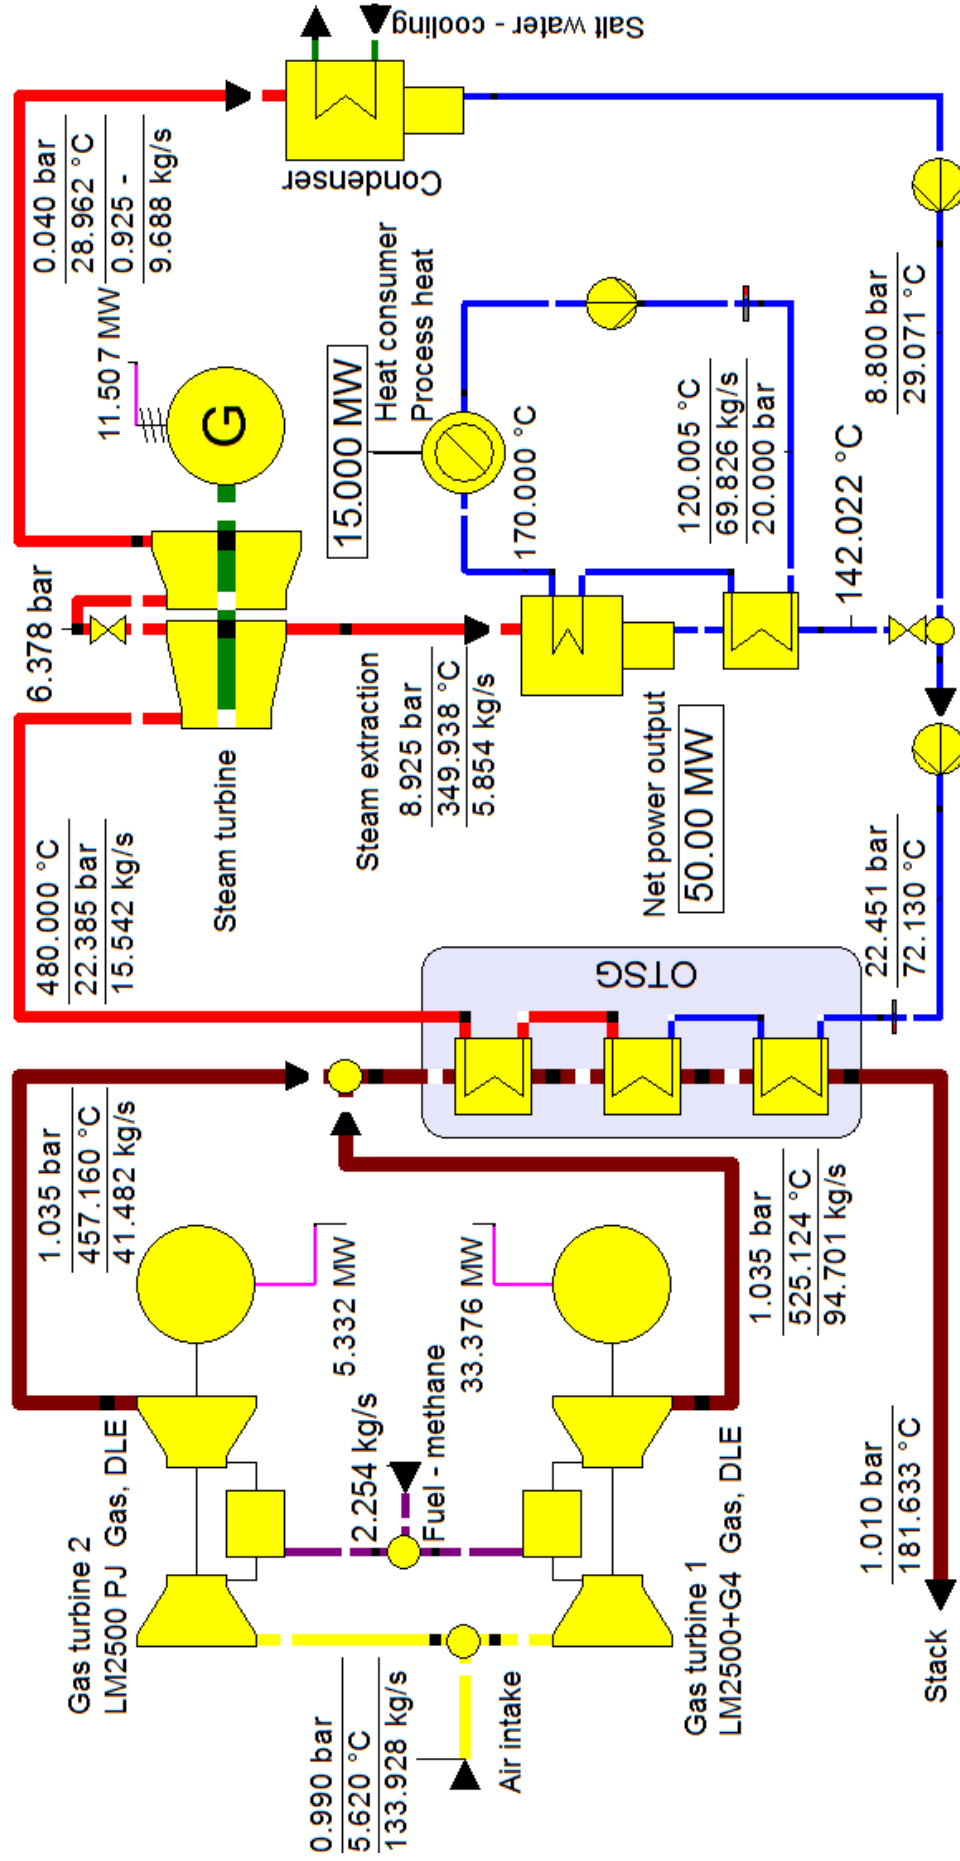 Gas turbine 2
LM2500 PJ Gas, DLE
1.035 bar
457.160 °C
41.482 kg/s
480.000 °C
22.385 bar
15.542 kg/s
Steam turbine
6.378 bar
11.507 MW
G
0.040 bar
28.962 °C
0.925 -
9.688 kg/s
Condenser
Salt water - cooling
0.990 bar
5.620 °C
133.928 kg/s
Air intake
2.254 kg/s
Fuel - methane
5.332 MW
33.376 MW
Steam extraction
8.925 bar
349.938 °C
5.854 kg/s
15.000 MW
Heat consumer
Process heat
170.000 °C
OTSG
Net power output
50.00 MW
120.005 °C
69.826 kg/s
20.000 bar
Gas turbine 1
LM2500+G4 Gas, DLE
1.035 bar
525.124 °C
94.701 kg/s
142.022 °C
8.800 bar
29.071 °C
22.451 bar
72.130 °C
1.010 bar
181.633 °C
Stack